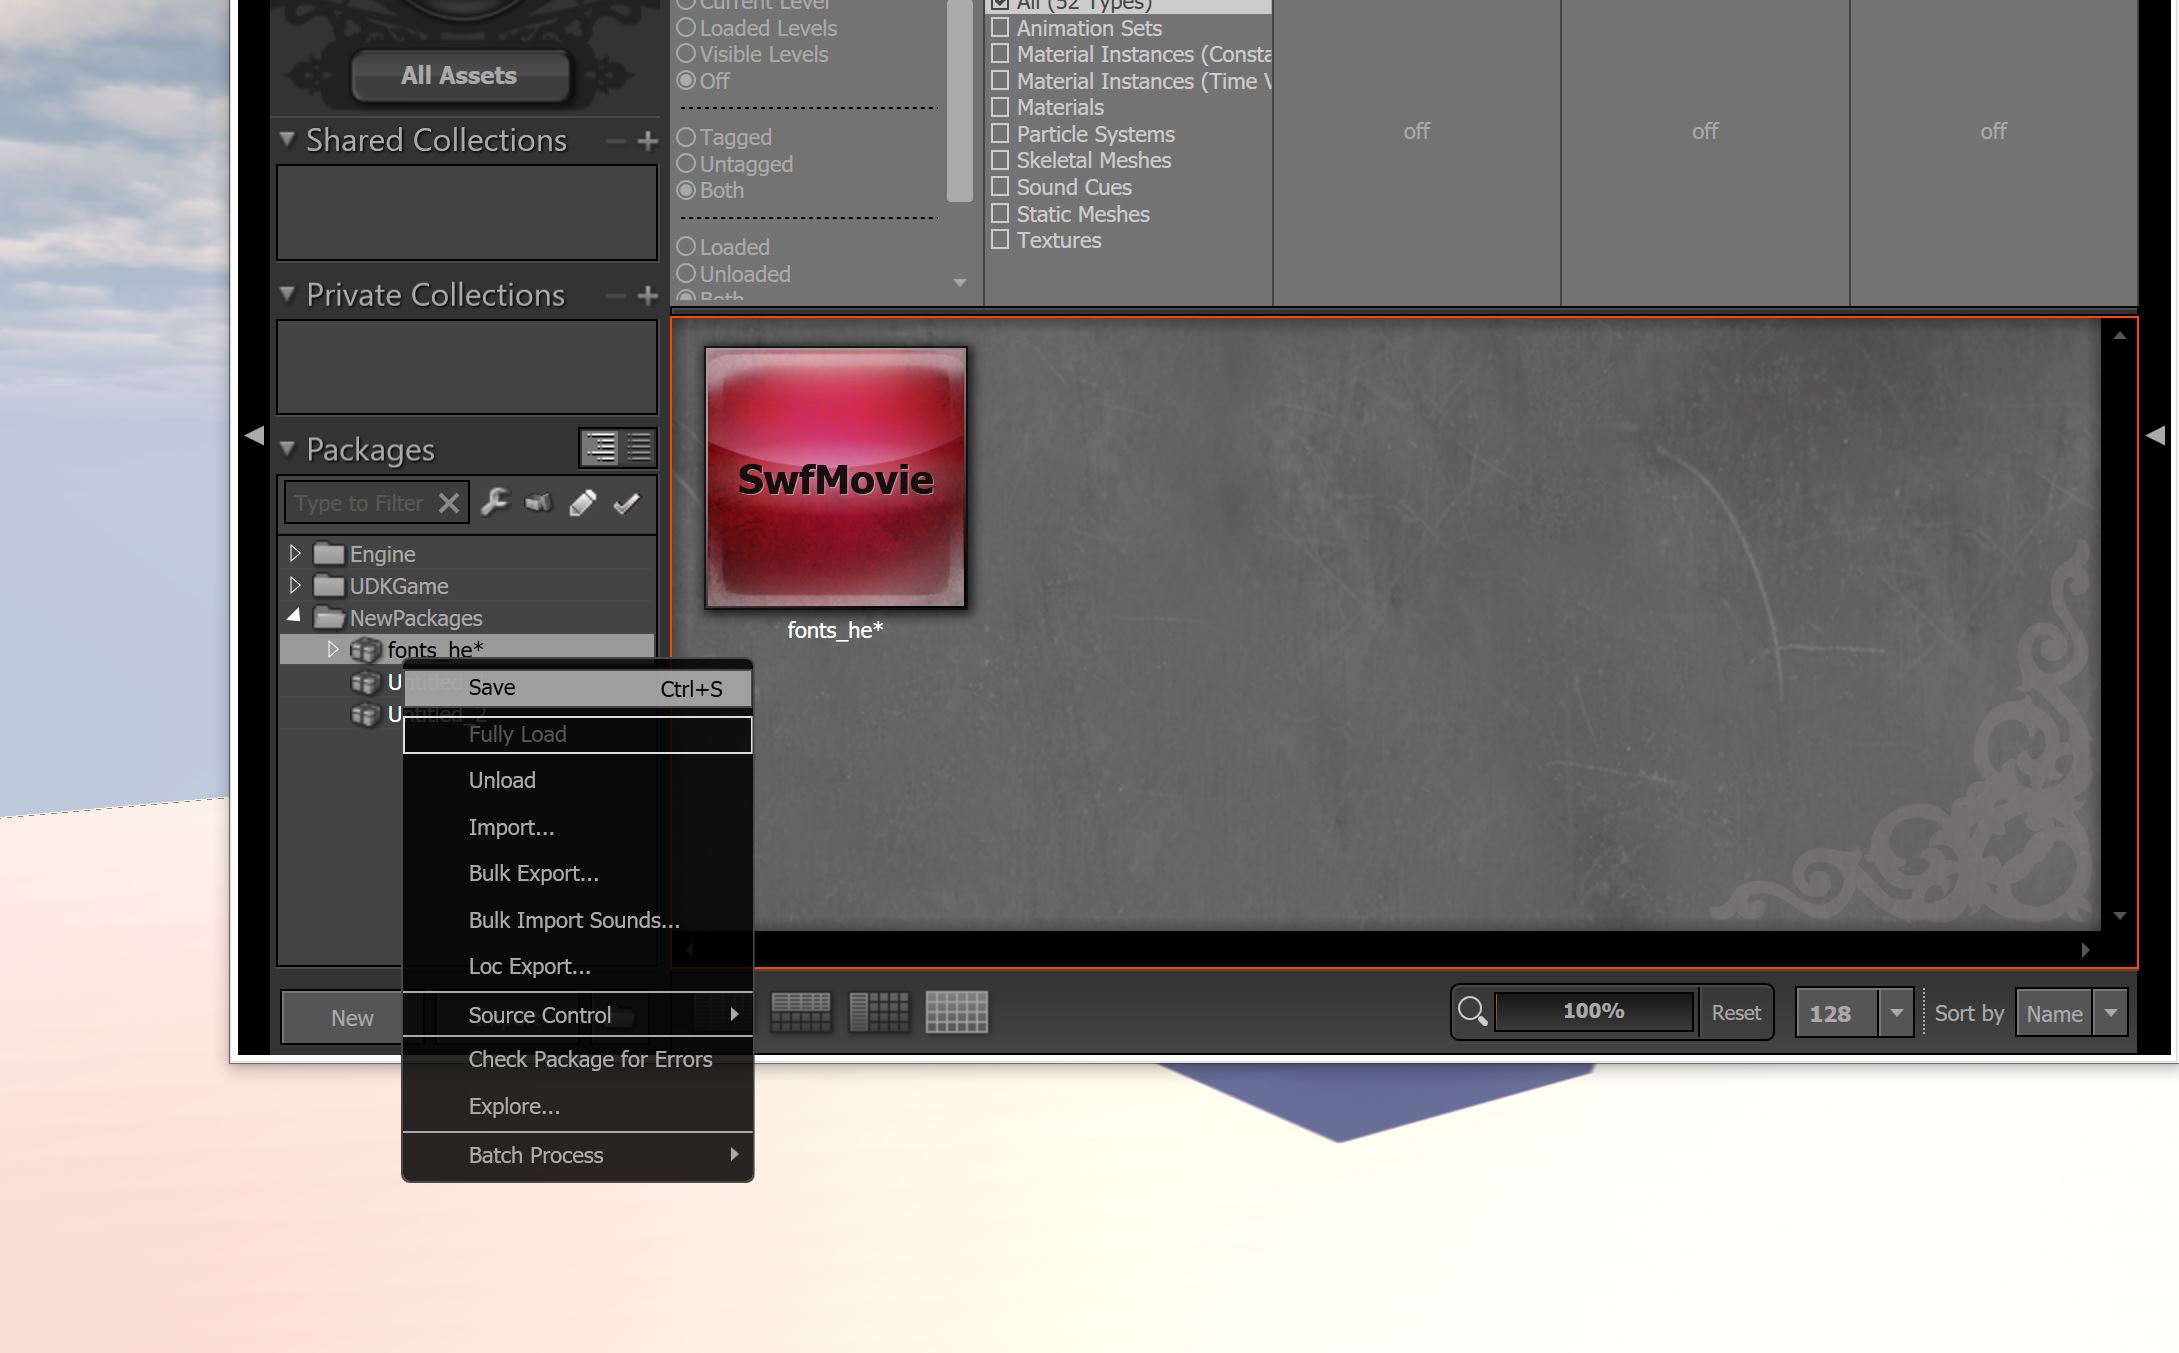 Current Level
Loaded Levels
Visible Levels
Off
Tagged
Untagged
Both
Loaded
Unloaded
Both
All (52 Types)
Animation Sets
Material Instances (Consta
Material Instances (Time V
Materials
Particle Systems
Skeletal Meshes
Sound Cues
Static Meshes
Textures
off
off
off
All Assets
Shared Collections
Private Collections
Packages
Type to Filter
Engine
UDKGame
NewPackages
fonts_he*
Untitled
Untitled_2
SwfMovie
fonts_he*
Save Ctrl+S
Fully Load
Unload
Import...
Bulk Export...
Bulk Import Sounds...
Loc Export...
Source Control
Check Package for Errors
Explore...
Batch Process
New
100%
Reset
128
Sort by
Name